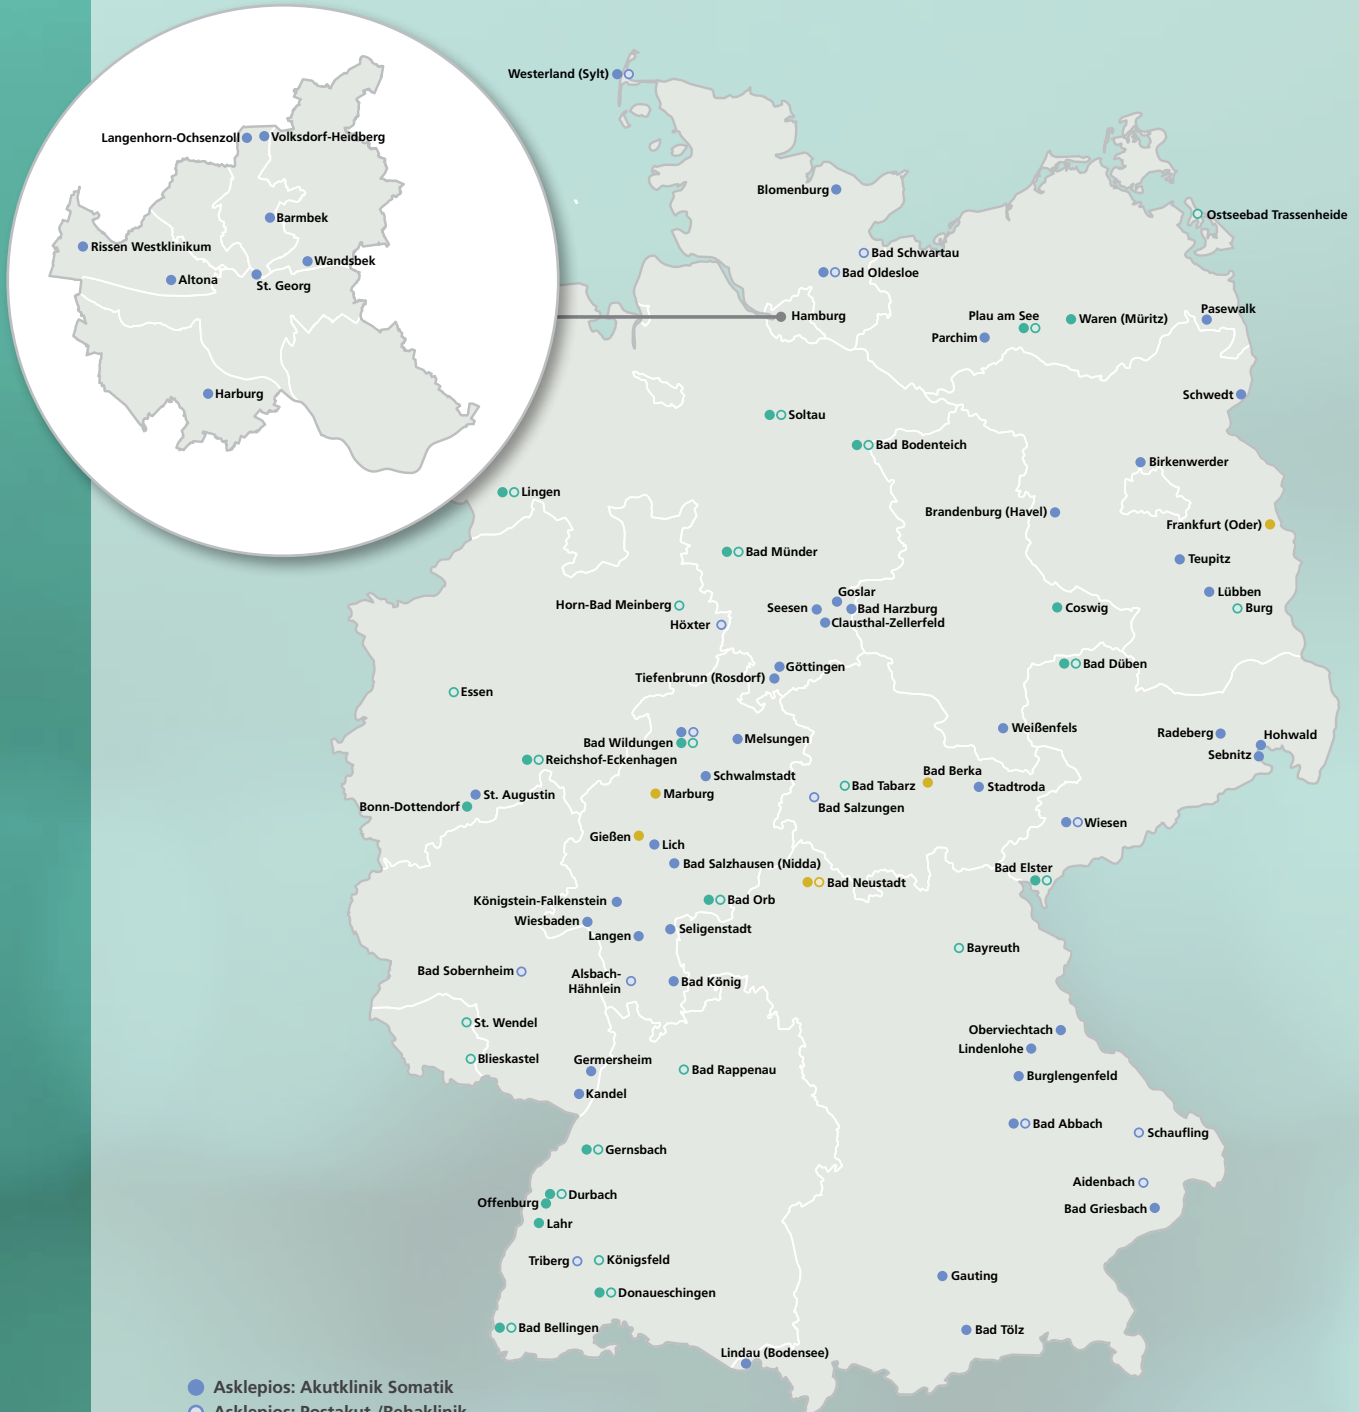 Westerland (Sylt)
Langenhorn-Ochsenzoll
Volksdorf-Heidberg
Barmbek
Rissen Westklinikum
Wandsbek
Altona
St. Georg
Harburg
Blomenburg
Ostseebad Trassenheide
Bad Schwartau
Bad Oldesloe
Hamburg
Plau am See
Waren (Müritz)
Pasewalk
Parchim
Schwedt
Soltau
Bad Bodenteich
Birkenwerder
Lingen
Brandenburg (Havel)
Frankfurt (Oder)
Bad Münder
Teupitz
Lübben
Burg
Horn-Bad Meinberg
Höxter
Goslar
Seesen
Bad Harzburg
Clausthal-Zellerfeld
Coswig
Göttingen
Tiefenbrunn (Rosdorf)
Bad Düben
Essen
Weißenfels
Radeberg
Hohwald
Sebnitz
Bad Wildungen
Melsungen
Reichshof-Eckenhagen
Schwalmstadt
Bad Berka
Bad Tabarz
Stadtroda
Marburg
St. Augustin
Bonn-Dottendorf
Bad Salzungen
Wiesen
Gießen
Lich
Bad Salzhausen (Nidda)
Bad Elster
Bad Neustadt
Königstein-Falkenstein
Bad Orb
Wiesbaden
Langen
Seligenstadt
Bayreuth
Bad Sobernheim
Alsbach-
Hähnlein
Bad König
St. Wendel
Oberviechtach
Lindenlohe
Blieskastel
Germersheim
Bad Rappenau
Burglengenfeld
Kandel
Bad Abbach
Schaufling
Gernsbach
Aidenbach
Durbach
Offenburg
Bad Griesbach
Lahr
Triberg
Königsfeld
Gauting
Donaueschingen
Bad Bellingen
Bad Tölz
Lindau (Bodensee)
Asklepios: Akutklinik Somatik
Asklepios: Postakut-/Rehaklinik